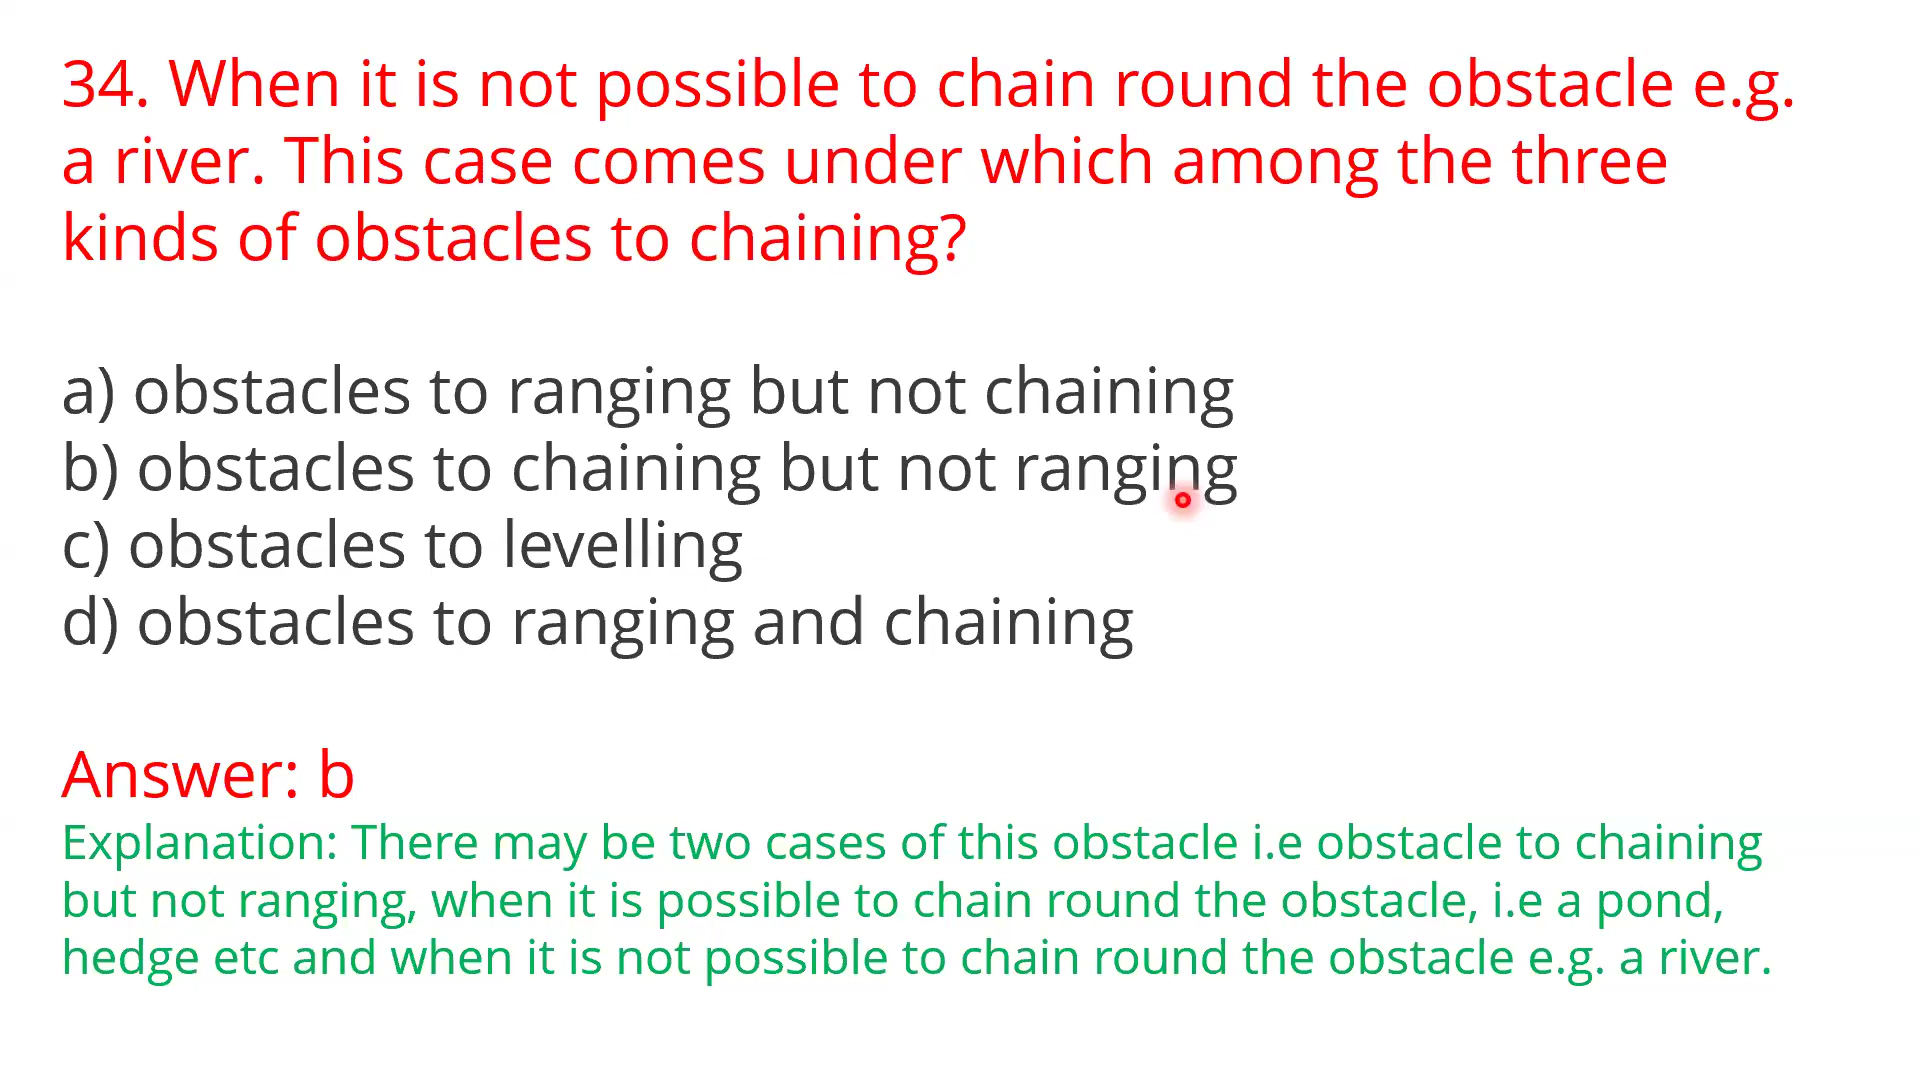 34. When it is not possible to chain round the obstacle e.g.
a river. This case comes under which among the three
kinds of obstacles to chaining?
a) obstacles to ranging but not chaining
b) obstacles to chaining but not ranging
c) obstacles to levelling
d) obstacles to ranging and chaining
Answer: b
Explanation: There may be two cases of this obstacle i.e obstacle to chaining
but not ranging, when it is possible to chain round the obstacle, i.e a pond,
hedge etc and when it is not possible to chain round the obstacle e.g. a river.